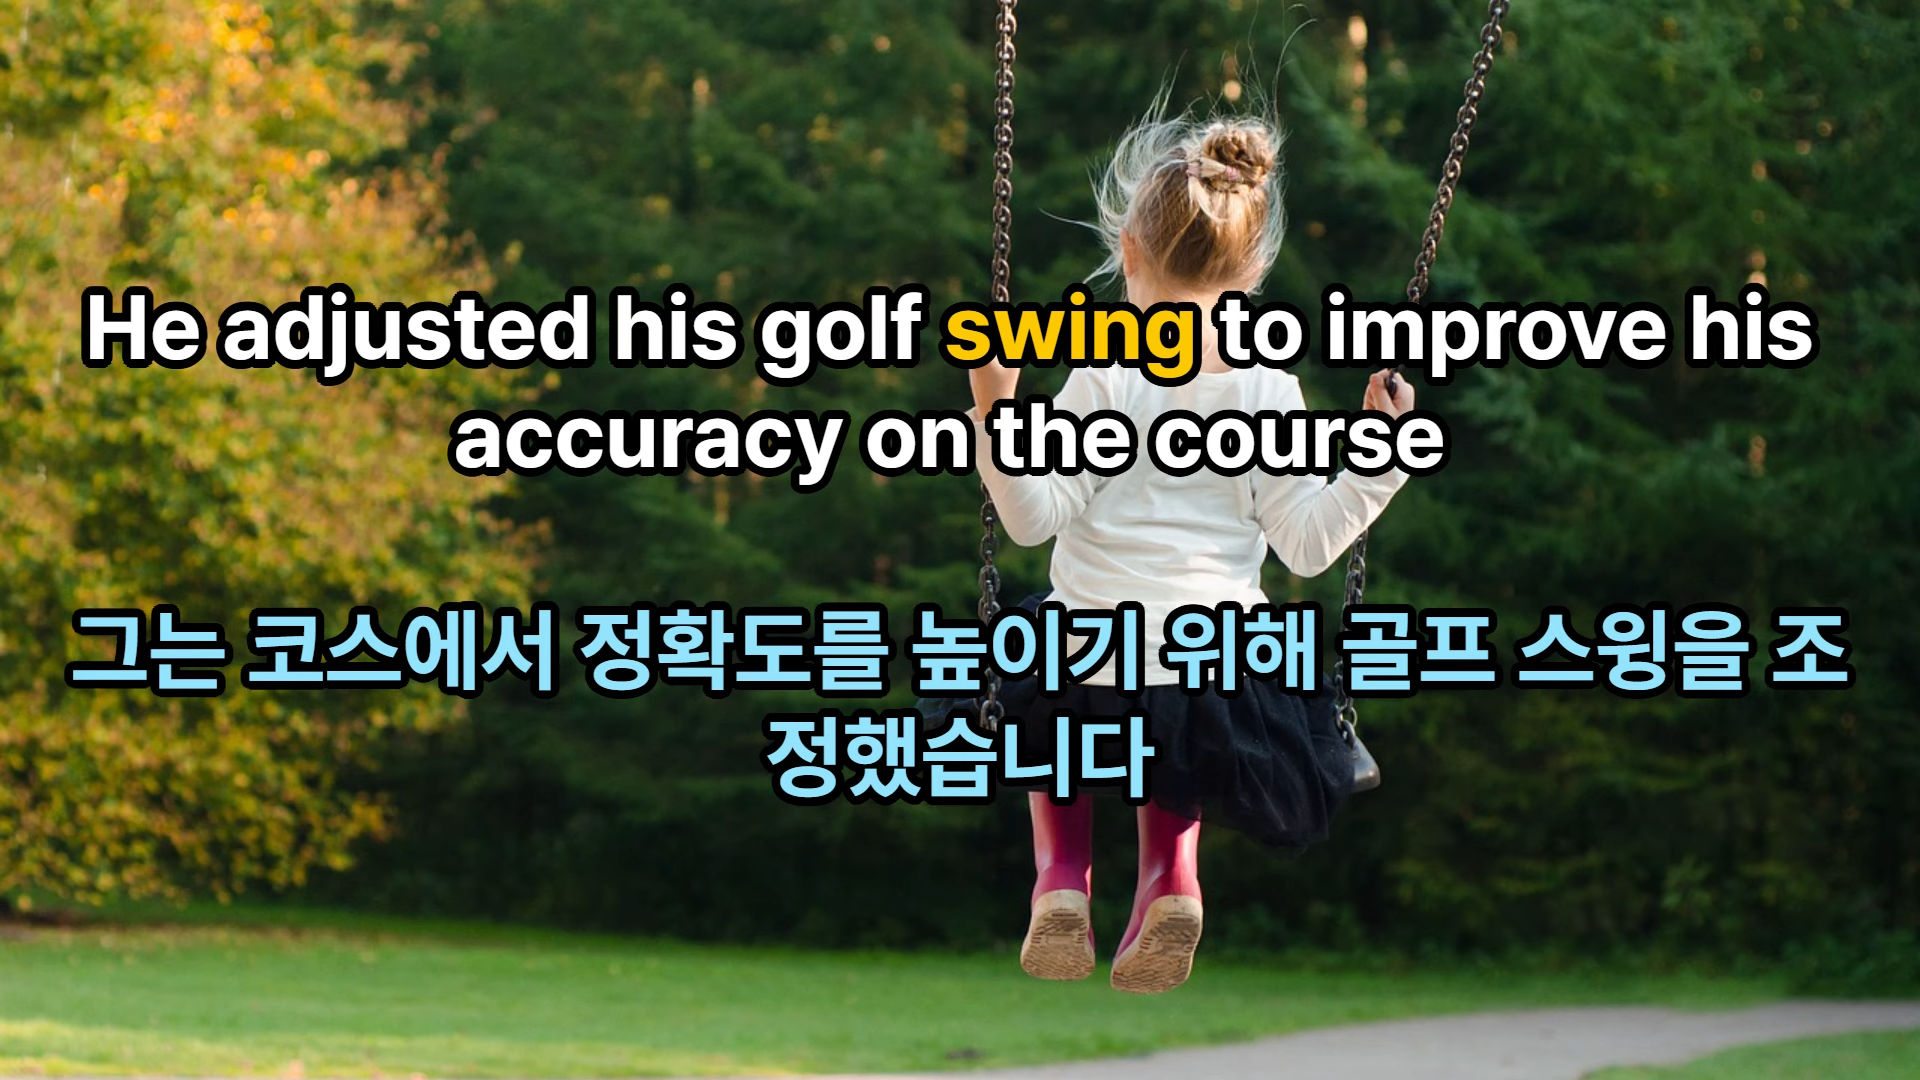 He adjusted his golf swing to improve his
accuracy on the course
그는 코스에서 정확도를 높이기 위해 골프 스윙을 조
정했습니다